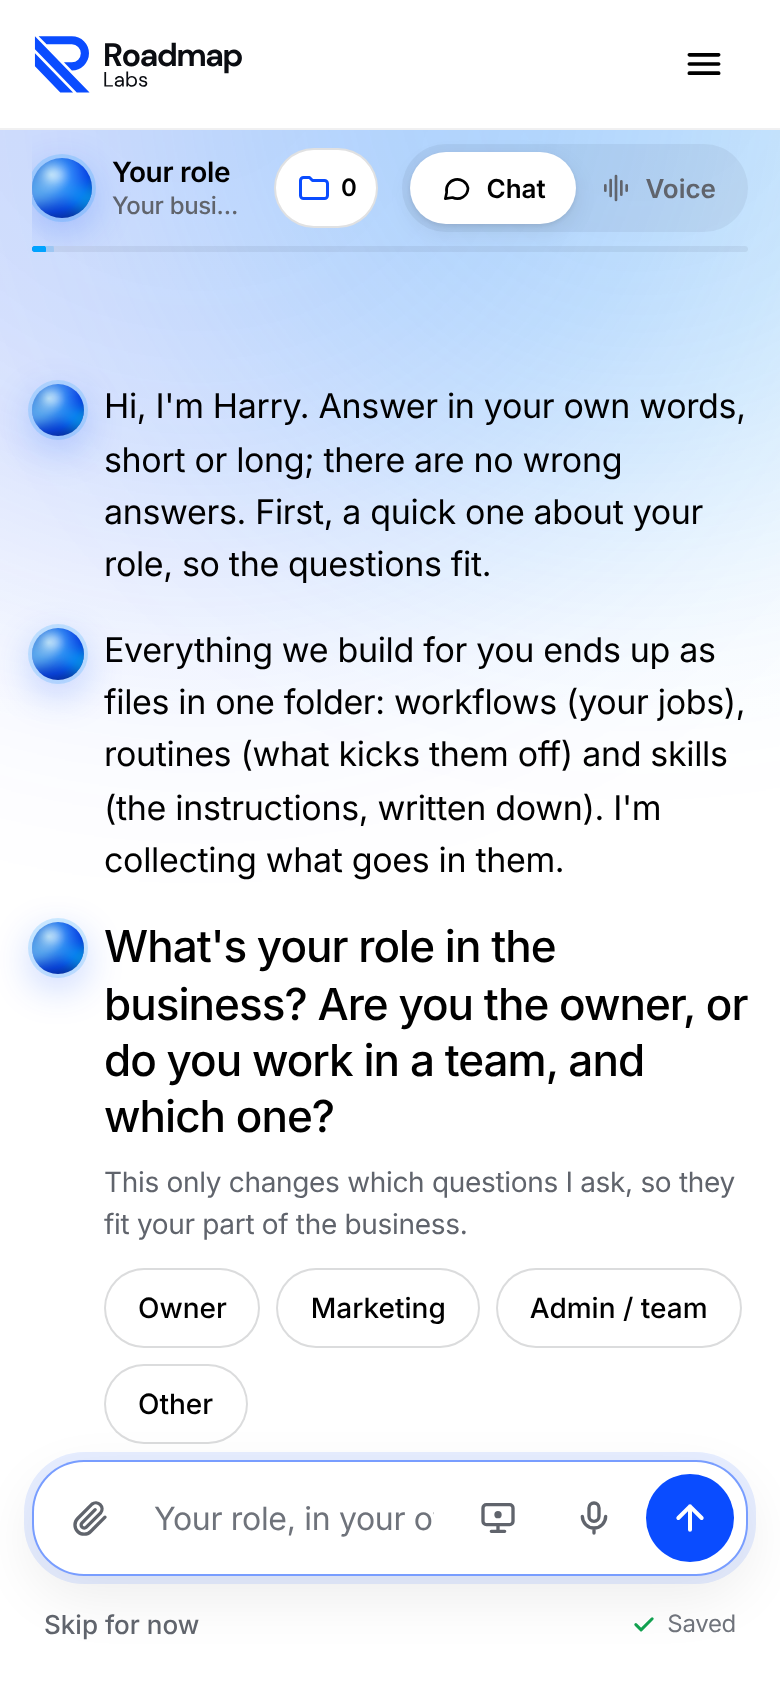 Roadmap
Labs
Your role
Your busi...
0
Chat
Voice
Hi, I'm Harry. Answer in your own words,
short or long; there are no wrong
answers. First, a quick one about your
role, so the questions fit.
Everything we build for you ends up as
files in one folder: workflows (your jobs),
routines (what kicks them off) and skills
(the instructions, written down). I'm
collecting what goes in them.
What's your role in the
business? Are you the owner, or
do you work in a team, and
which one?
This only changes which questions I ask, so they
fit your part of the business.
Owner
Marketing
Admin / team
Other
Your role, in your o
Skip for now
Saved